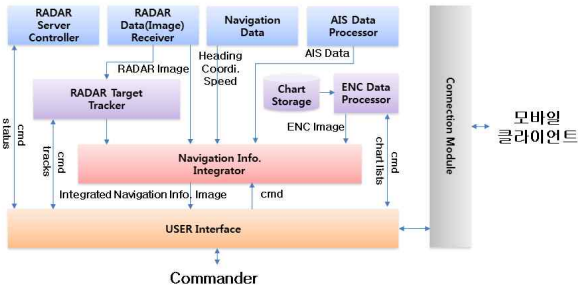 RADAR
Server
Controller
RADAR
Data(Image)
Receiver
Navigation
Data
AIS Data
Processor
RADAR Image
Heading
Coordi.
Speed
AIS Data
RADAR Target
Tracker
Chart
Storage
ENC Data
Processor
ENC Image
cmd
status
cmd
tracks
cmd
chart lists
Navigation Info.
Integrator
Integrated Navigation Info. Image
cmd
USER Interface
Commander
Connection Module
모바일
클라이언트